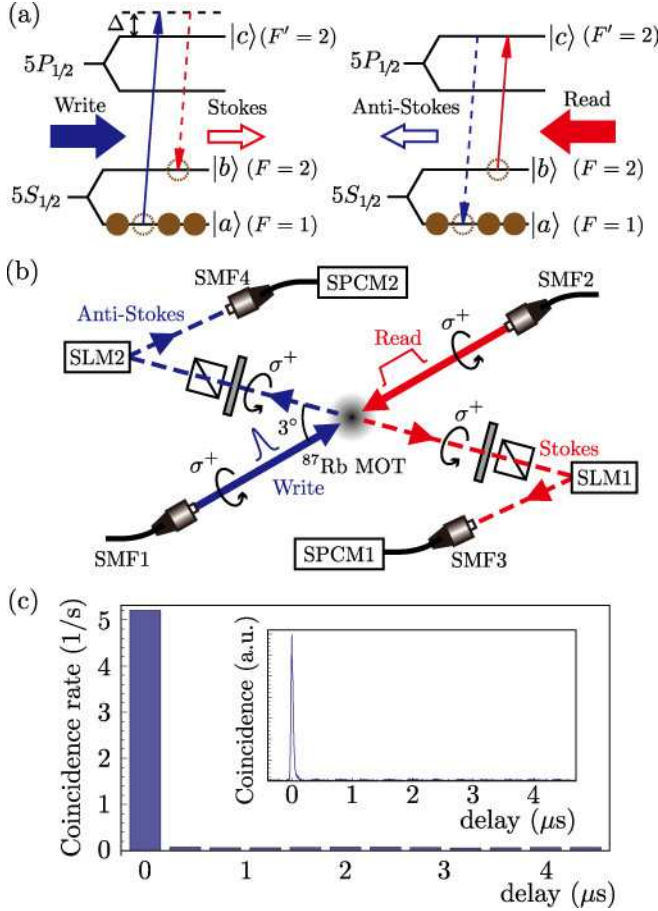 (a)
Δ
|c⟩ (F′ = 2)
5P1/2
Write
Stokes
|b⟩ (F = 2)
5S1/2
|a⟩ (F = 1)
|c⟩ (F′ = 2)
5P1/2
Anti-Stokes
Read
|b⟩ (F = 2)
5S1/2
|a⟩ (F = 1)
(b)
SMF4
SPCM2
SMF2
Anti-Stokes
σ+
Read
SLM2
σ+
σ+
3°
Stokes
σ+
87Rb MOT
SLM1
Write
SMF1
SPCM1
SMF3
(c)
Coincidence rate (1/s)
5
4
3
2
1
0
0 1 2 3 4
delay (μs)
Coincidence (a.u.)
0 1 2 3 4
delay (μs)